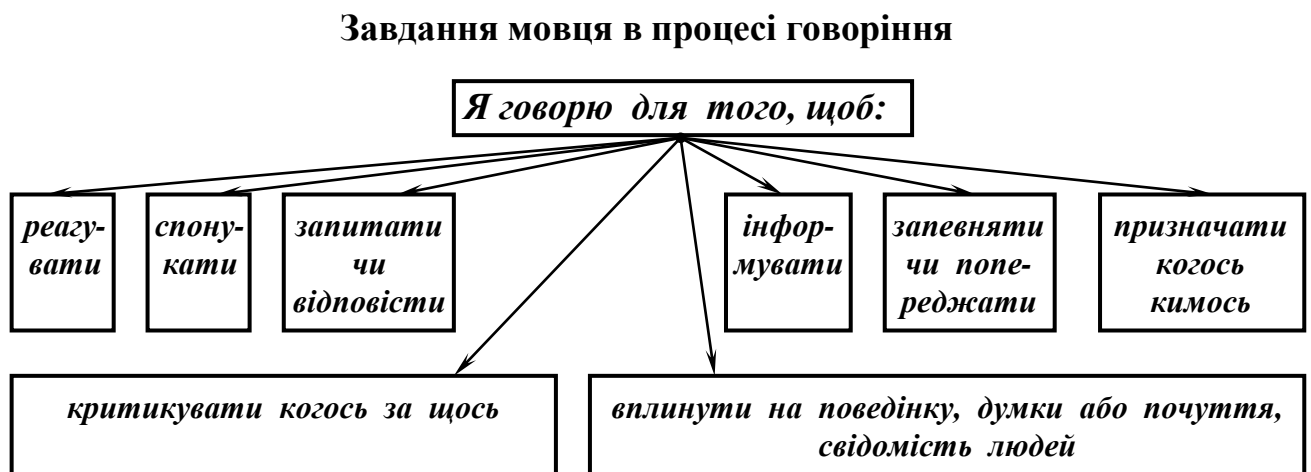 Завдання мовця в процесі говоріння
Я говорю для того, щоб:
реагу-
вати
спону-
кати
запитати
чи
відповісти
інфор-
мувати
запевняти
чи попе-
реджати
призначати
когось
кимось
критикувати когось за щось
вплинути на поведінку, думки або почуття,
свідомість людей